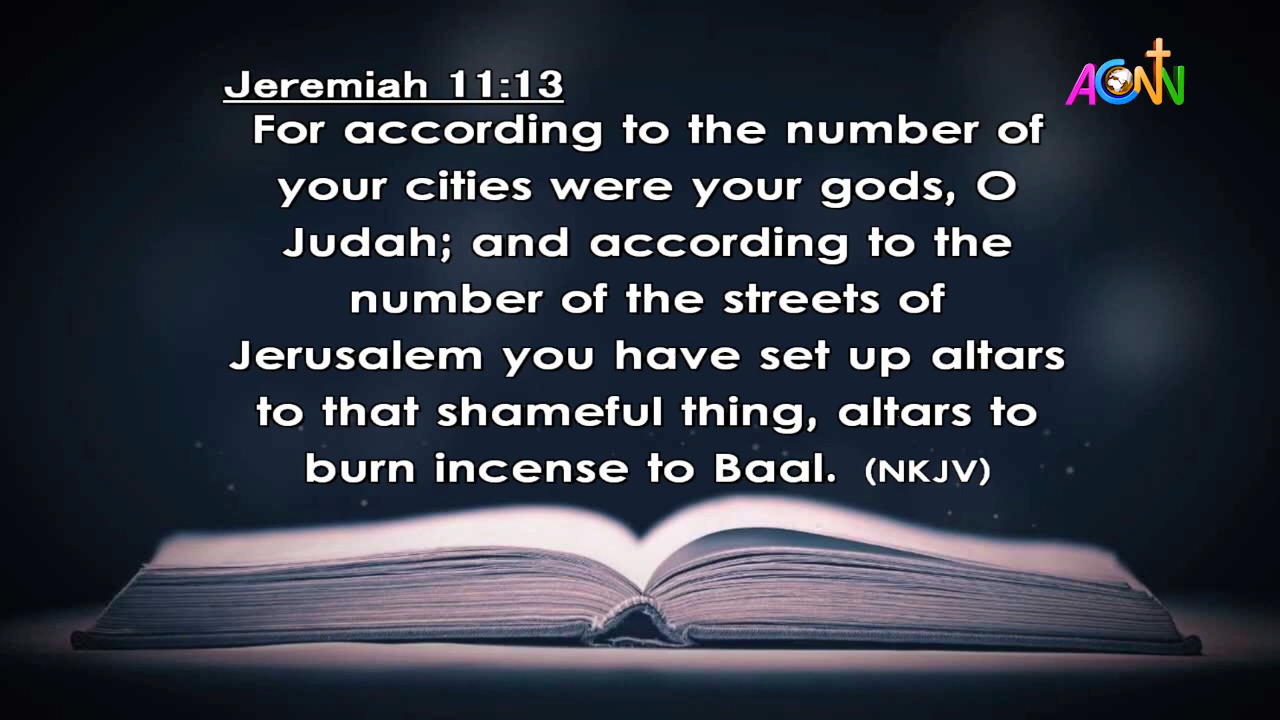 Jeremiah 11:13
ACNN
For according to the number of
your cities were your gods, O
Judah; and according to the
number of the streets of
Jerusalem you have set up altars
to that shameful thing, altars to
burn incense to Baal. (NKJV)